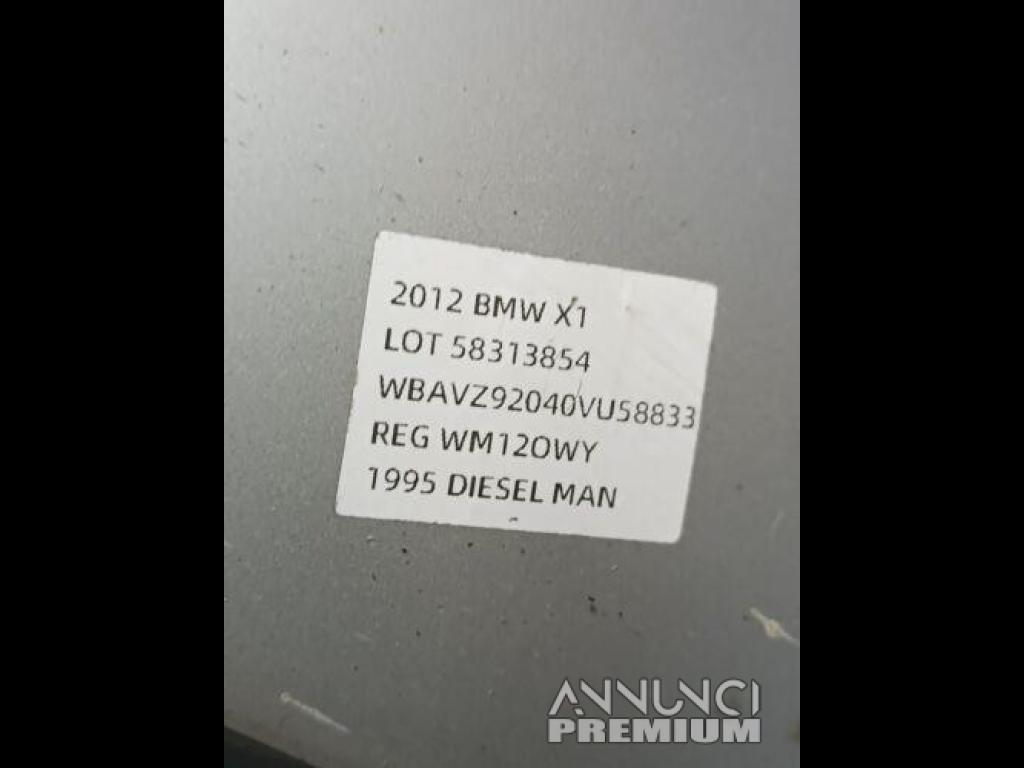 2012 BMW X1
LOT 58313854
WBAVZ92040VU58833
REG WM12OWY
1995 DIESEL MAN
ANNUNCI
PREMIUM